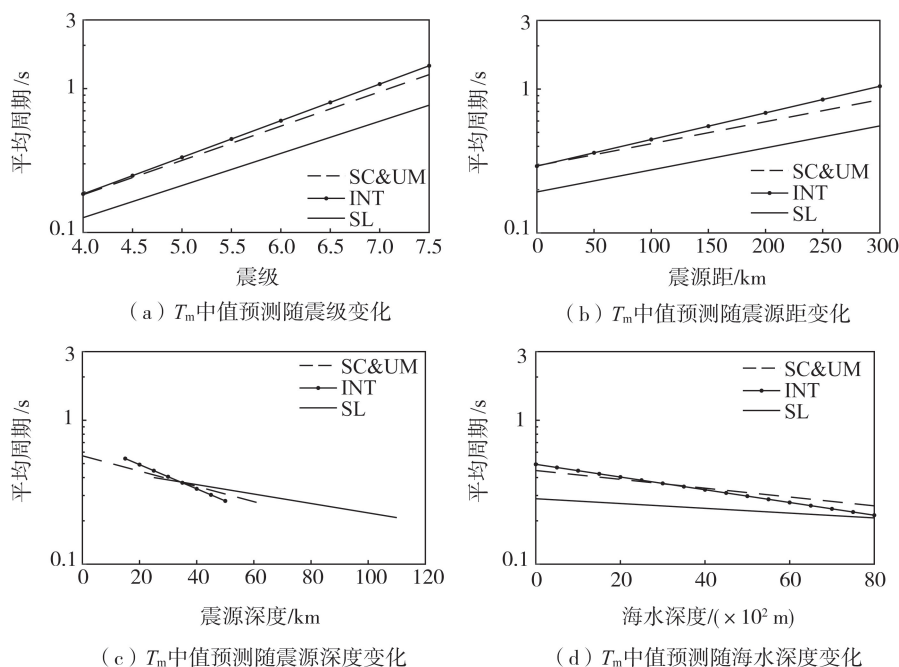 3
1
0.1
平均周期/s
SC&UM
INT
SL
4.0 4.5 5.0 5.5 6.0 6.5 7.0 7.5
震级
（a）Tm中值预测随震级变化
3
1
0.1
平均周期/s
SC&UM
INT
SL
0 50 100 150 200 250 300
震源距/km
（b）Tm中值预测随震源距变化
3
1
0.1
平均周期/s
SC&UM
INT
SL
0 20 40 60 80 100 120
震源深度/km
（c）Tm中值预测随震源深度变化
3
1
0.1
平均周期/s
SC&UM
INT
SL
0 20 40 60 80
海水深度/(×10² m)
（d）Tm中值预测随海水深度变化